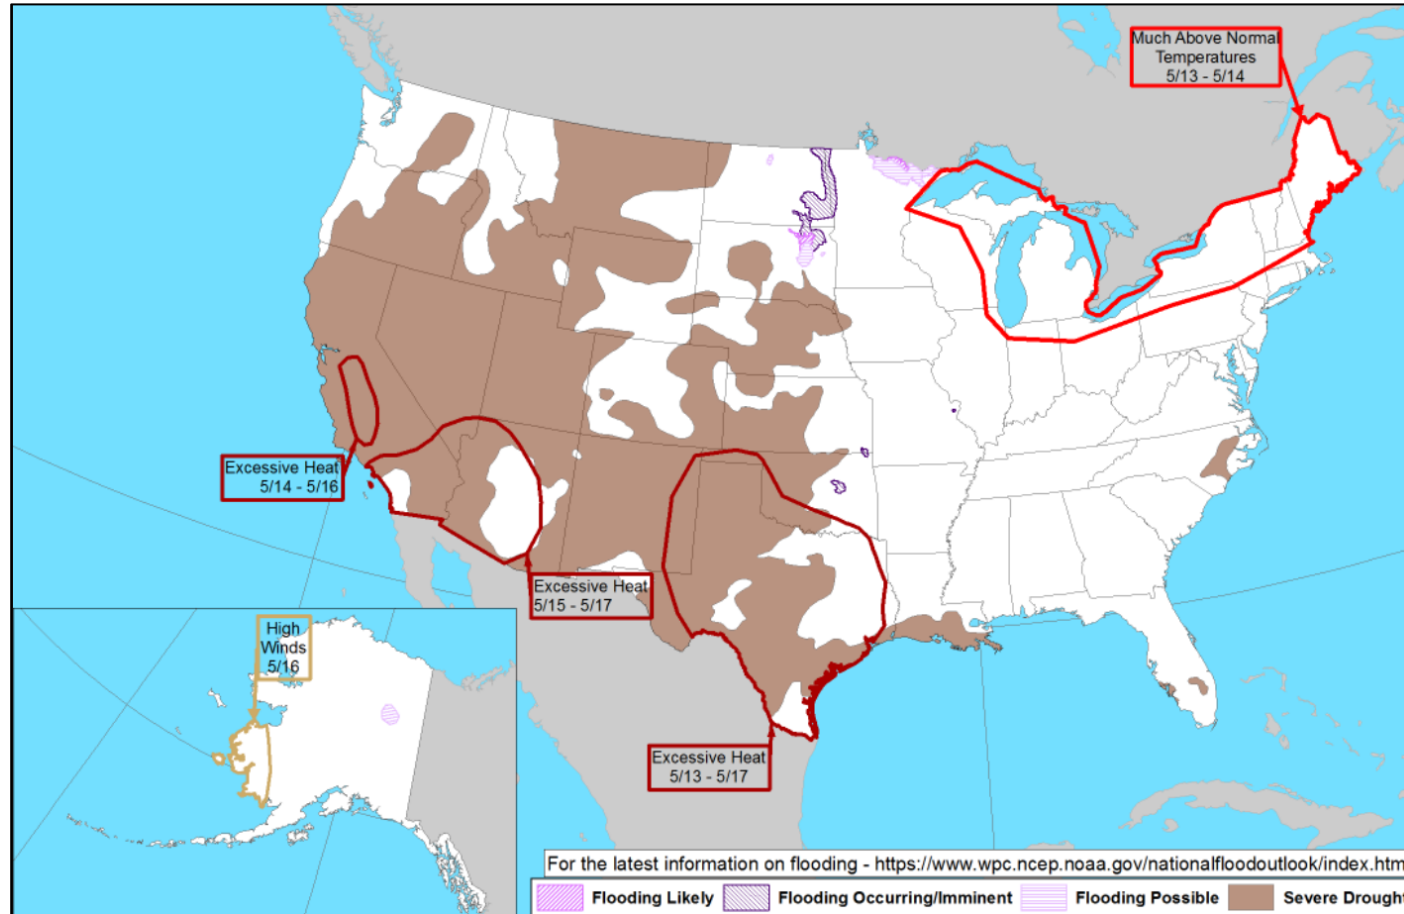 Much Above Normal
Temperatures
5/13 - 5/14
Excessive Heat
5/14 - 5/16
Excessive Heat
5/15 - 5/17
High
Winds
5/16
Excessive Heat
5/13 - 5/17
For the latest information on flooding - https://www.wpc.ncep.noaa.gov/nationalfloodoutlook/index.htm
Flooding Likely Flooding Occurring/Imminent Flooding Possible Severe Drought